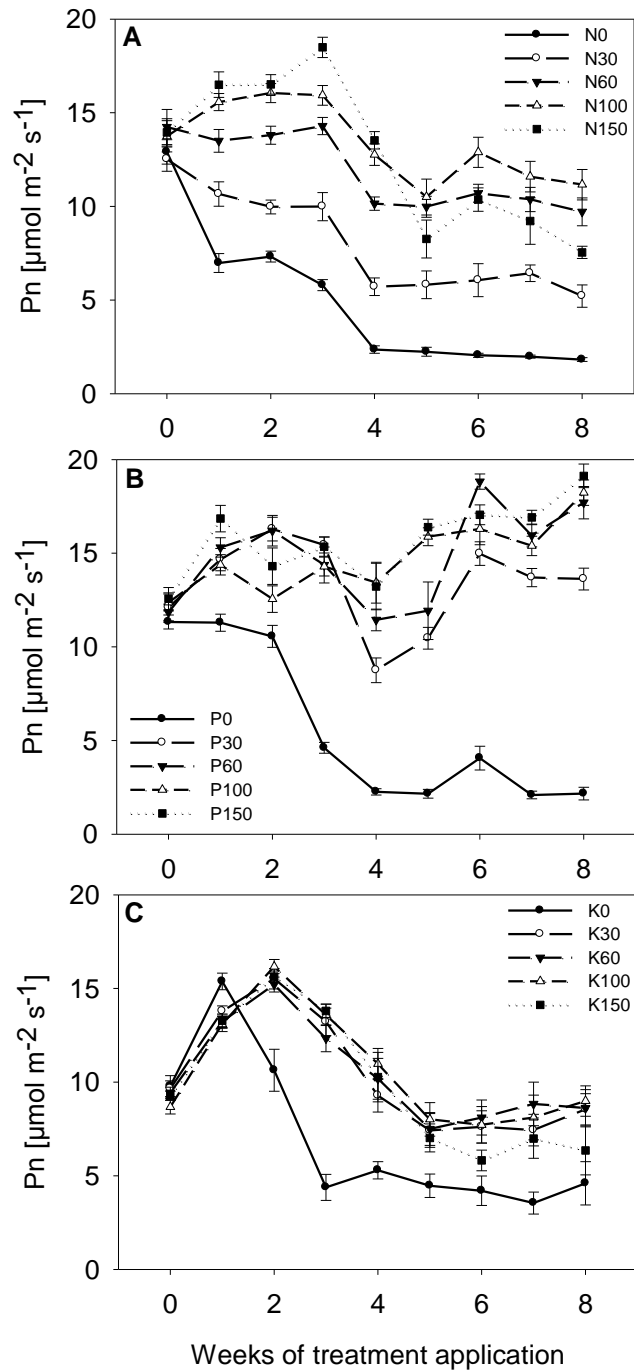 20
A
N0
N30
N60
N100
N150
15
10
5
0
Pn [µmol m-2 s-1)
0 2 4 6 8
20
B
15
10
5
0
Pn [µmol m-2 s-1)
P0
P30
P60
P100
P150
0 2 4 6 8
20
C
K0
K30
K60
K100
K150
15
10
5
0
Pn [µmol m-2 s-1)
0 2 4 6 8
Weeks of treatment application